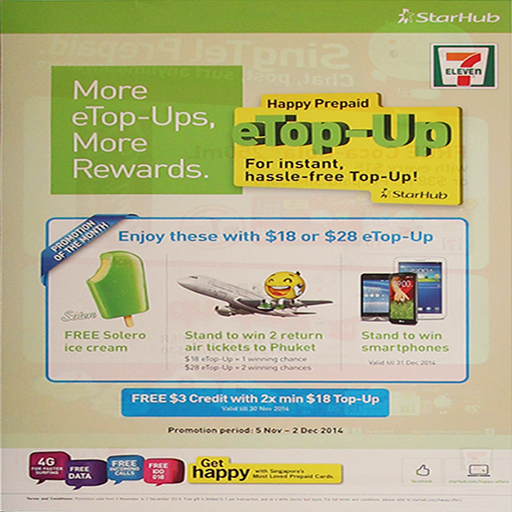 StarHub
7
ELEVEN
More
eTop-Ups,
More
Rewards.
Happy Prepaid
eTop-Up
For instant,
hassle-free Top-Up!
StarHub
PROMOTION
OF THE MONTH
Enjoy these with $18 or $28 eTop-Up
Solero
FREE Solero
ice cream
Stand to win 2 return
air tickets to Phuket
$18 eTop-Up = 1 winning chance
$28 eTop-Up = 2 winning chances
Stand to win
smartphones
Valid till 31 Dec 2014
FREE $3 Credit with 2x min $18 Top-Up
Valid till 30 Nov 2014
Promotion period: 5 Nov – 2 Dec 2014
4G
FOR FASTER
SURFING
FREE
DATA
FREE
INCOMING
CALLS
FREE
IDD
018
Get
happy
with Singapore's
Most Loved Prepaid Cards.